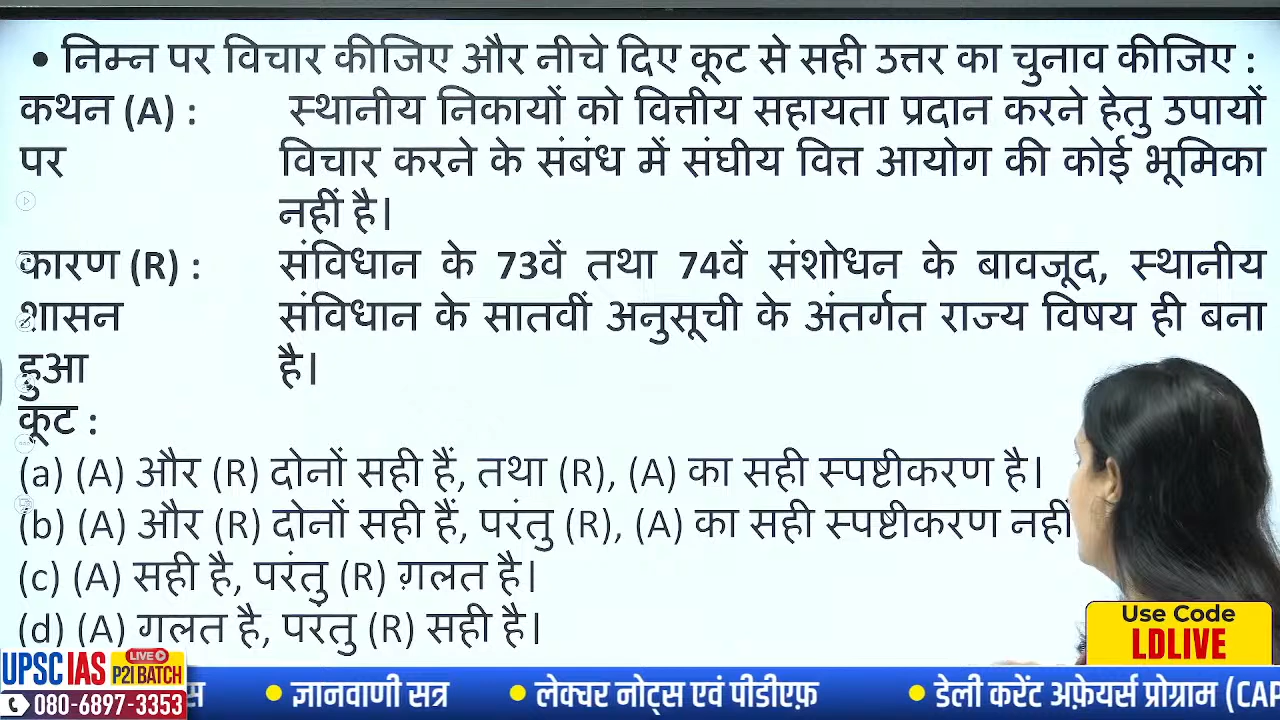 • निम्न पर विचार कीजिए और नीचे दिए कूट से सही उत्तर का चुनाव कीजिए :
कथन (A) : स्थानीय निकायों को वित्तीय सहायता प्रदान करने हेतु उपायों
पर विचार करने के संबंध में संघीय वित्त आयोग की कोई भूमिका
नहीं है।
कारण (R) : संविधान के 73वें तथा 74वें संशोधन के बावजूद, स्थानीय
शासन संविधान के सातवीं अनुसूची के अंतर्गत राज्य विषय ही बना
हुआ है।
कूट :
(a) (A) और (R) दोनों सही हैं, तथा (R), (A) का सही स्पष्टीकरण है।
(b) (A) और (R) दोनों सही हैं, परंतु (R), (A) का सही स्पष्टीकरण नहीं
(c) (A) सही है, परंतु (R) ग़लत है।
(d) (A) गलत है, परंतु (R) सही है।
Use Code
LDLIVE
UPSC IAS LIVE P2I BATCH
080-6897-3353
• ज्ञानवाणी सत्र • लेक्चर नोट्स एवं पीडीएफ़ • डेली करेंट अफ़ेयर्स प्रोग्राम